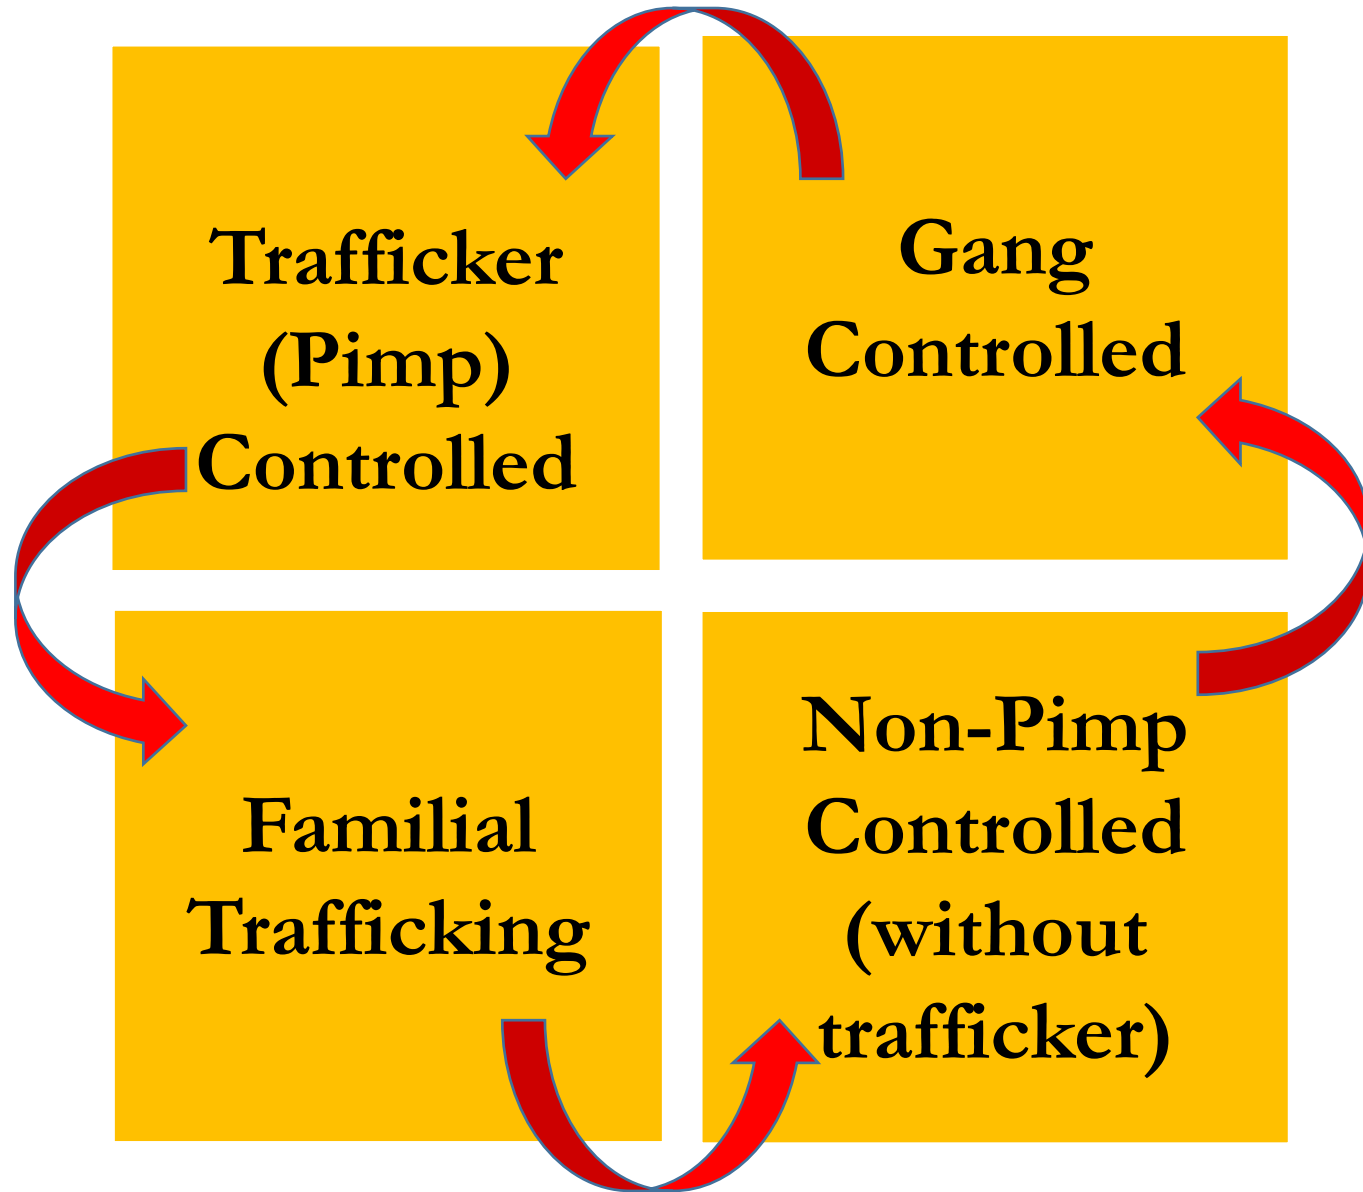 Trafficker
(Pimp)
Controlled
Gang
Controlled
Familial
Trafficking
Non-Pimp
Controlled
(without
trafficker)